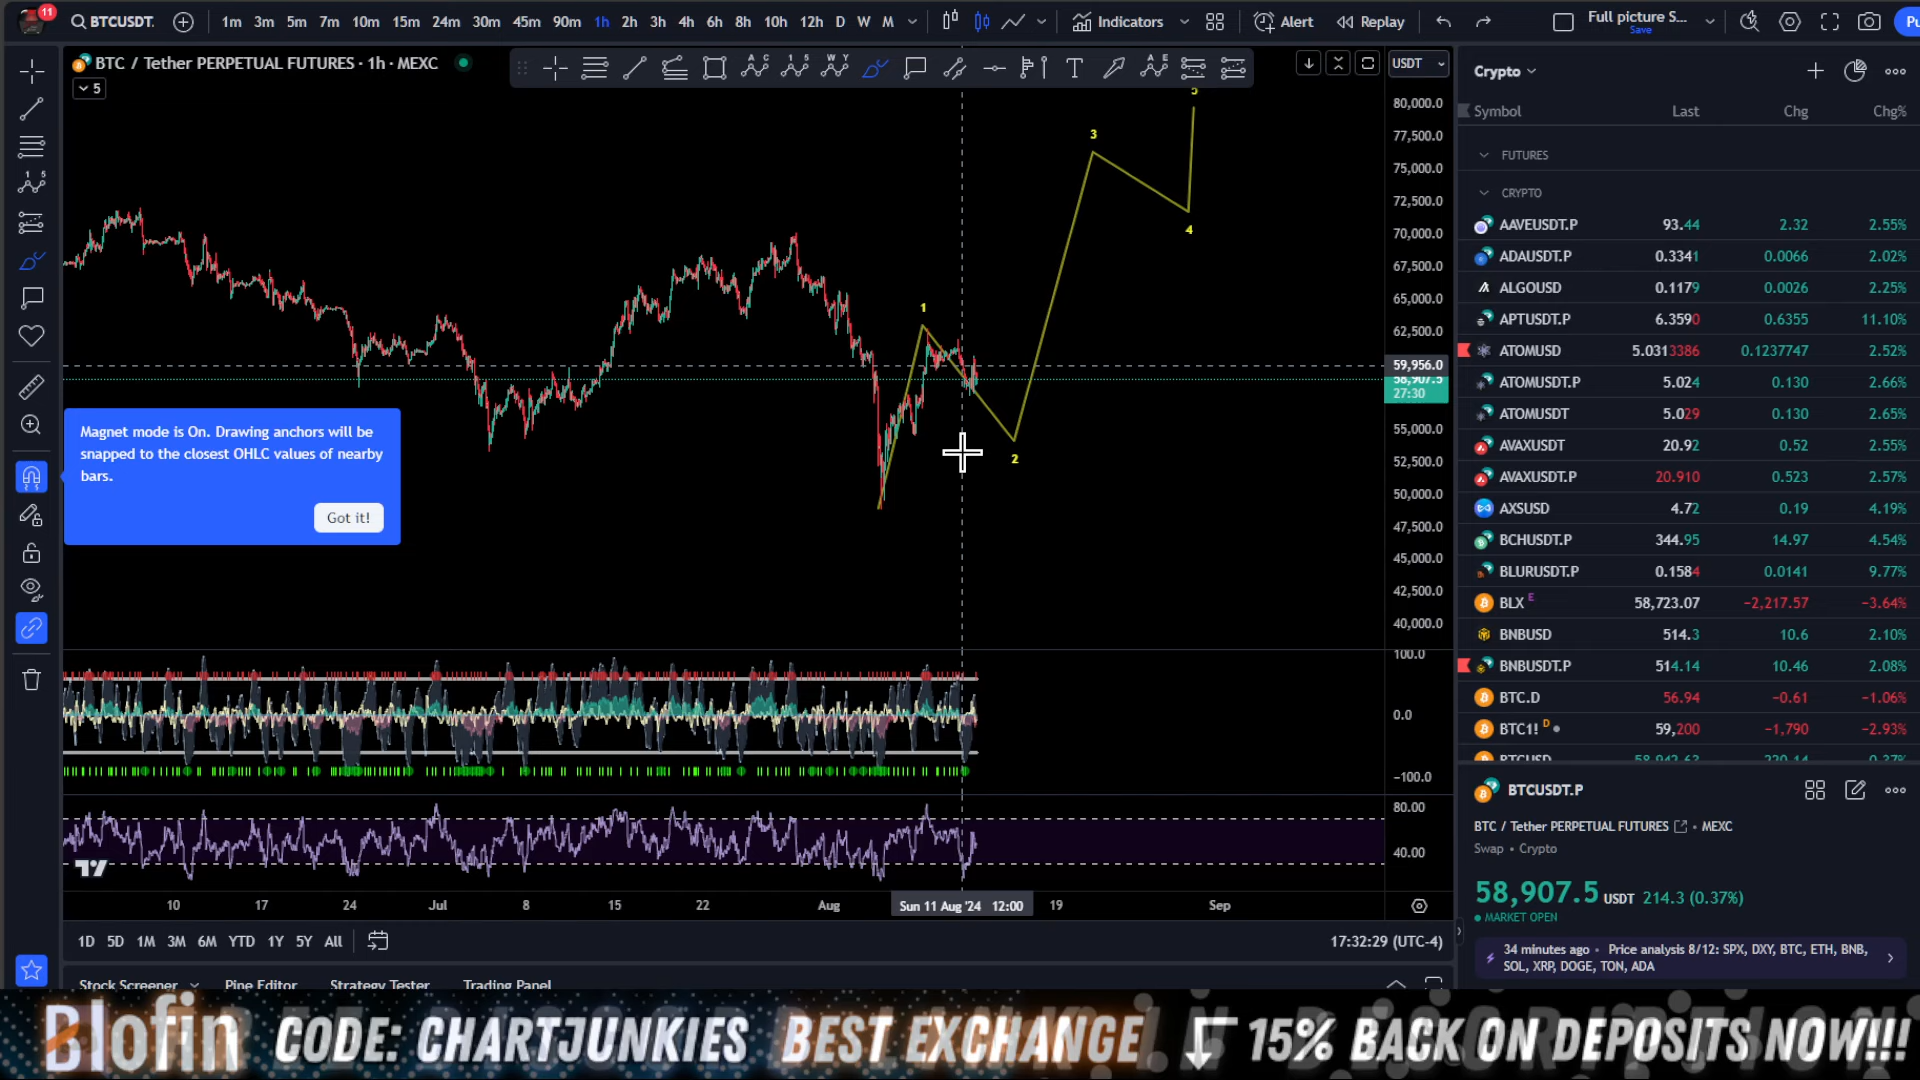 11
BTCUSDT.
1m 3m 5m 7m 10m 15m 24m 30m 45m 90m 1h 2h 3h 4h 6h 8h 10h 12h D W M
Indicators
Alert
Replay
Full picture S...
Save
Pu
BTC / Tether PERPETUAL FUTURES · 1h · MEXC
5
USDT
80,000.0
77,500.0
75,000.0
72,500.0
70,000.0
67,500.0
65,000.0
62,500.0
59,956.0
58,907.5
27:30
55,000.0
52,500.0
50,000.0
47,500.0
45,000.0
42,500.0
40,000.0
1
2
3
4
5
Magnet mode is On. Drawing anchors will be
snapped to the closest OHLC values of nearby
bars.
Got it!
100.0
0.0
−100.0
80.00
40.00
10 17 24 Jul 8 15 22 Aug Sun 11 Aug '24 12:00 19 Sep
1D 5D 1M 3M 6M YTD 1Y 5Y All
17:32:29 (UTC-4)
Stock Screener Pine Editor Strategy Tester Trading Panel
Crypto
Symbol Last Chg Chg%
FUTURES
CRYPTO
AAVEUSDT.P 93.44 2.32 2.55%
ADAUSDT.P 0.3341 0.0066 2.02%
ALGOUSD 0.1179 0.0026 2.25%
APTUSDT.P 6.3590 0.6355 11.10%
ATOMUSD 5.0313386 0.1237747 2.52%
ATOMUSDT.P 5.024 0.130 2.66%
ATOMUSDT 5.029 0.130 2.65%
AVAXUSDT 20.92 0.52 2.55%
AVAXUSDT.P 20.910 0.523 2.57%
AXSUSD 4.72 0.19 4.19%
BCHUSDT.P 344.95 14.97 4.54%
BLURUSDT.P 0.1584 0.0141 9.77%
BLX E 58,723.07 −2,217.57 −3.64%
BNBUSD 514.3 10.6 2.10%
BNBUSDT.P 514.14 10.46 2.08%
BTC.D 56.94 −0.61 −1.06%
BTC1! D 59,200 −1,790 −2.93%
BTCUSD 58,942.63 220.14 0.37%
BTCUSDT.P
BTC / Tether PERPETUAL FUTURES • MEXC
Swap • Crypto
58,907.5 USDT 214.3 (0.37%)
MARKET OPEN
34 minutes ago • Price analysis 8/12: SPX, DXY, BTC, ETH, BNB,
SOL, XRP, DOGE, TON, ADA
Blofin CODE: CHARTJUNKIES BEST EXCHANGE 15% BACK ON DEPOSITS NOW!!!